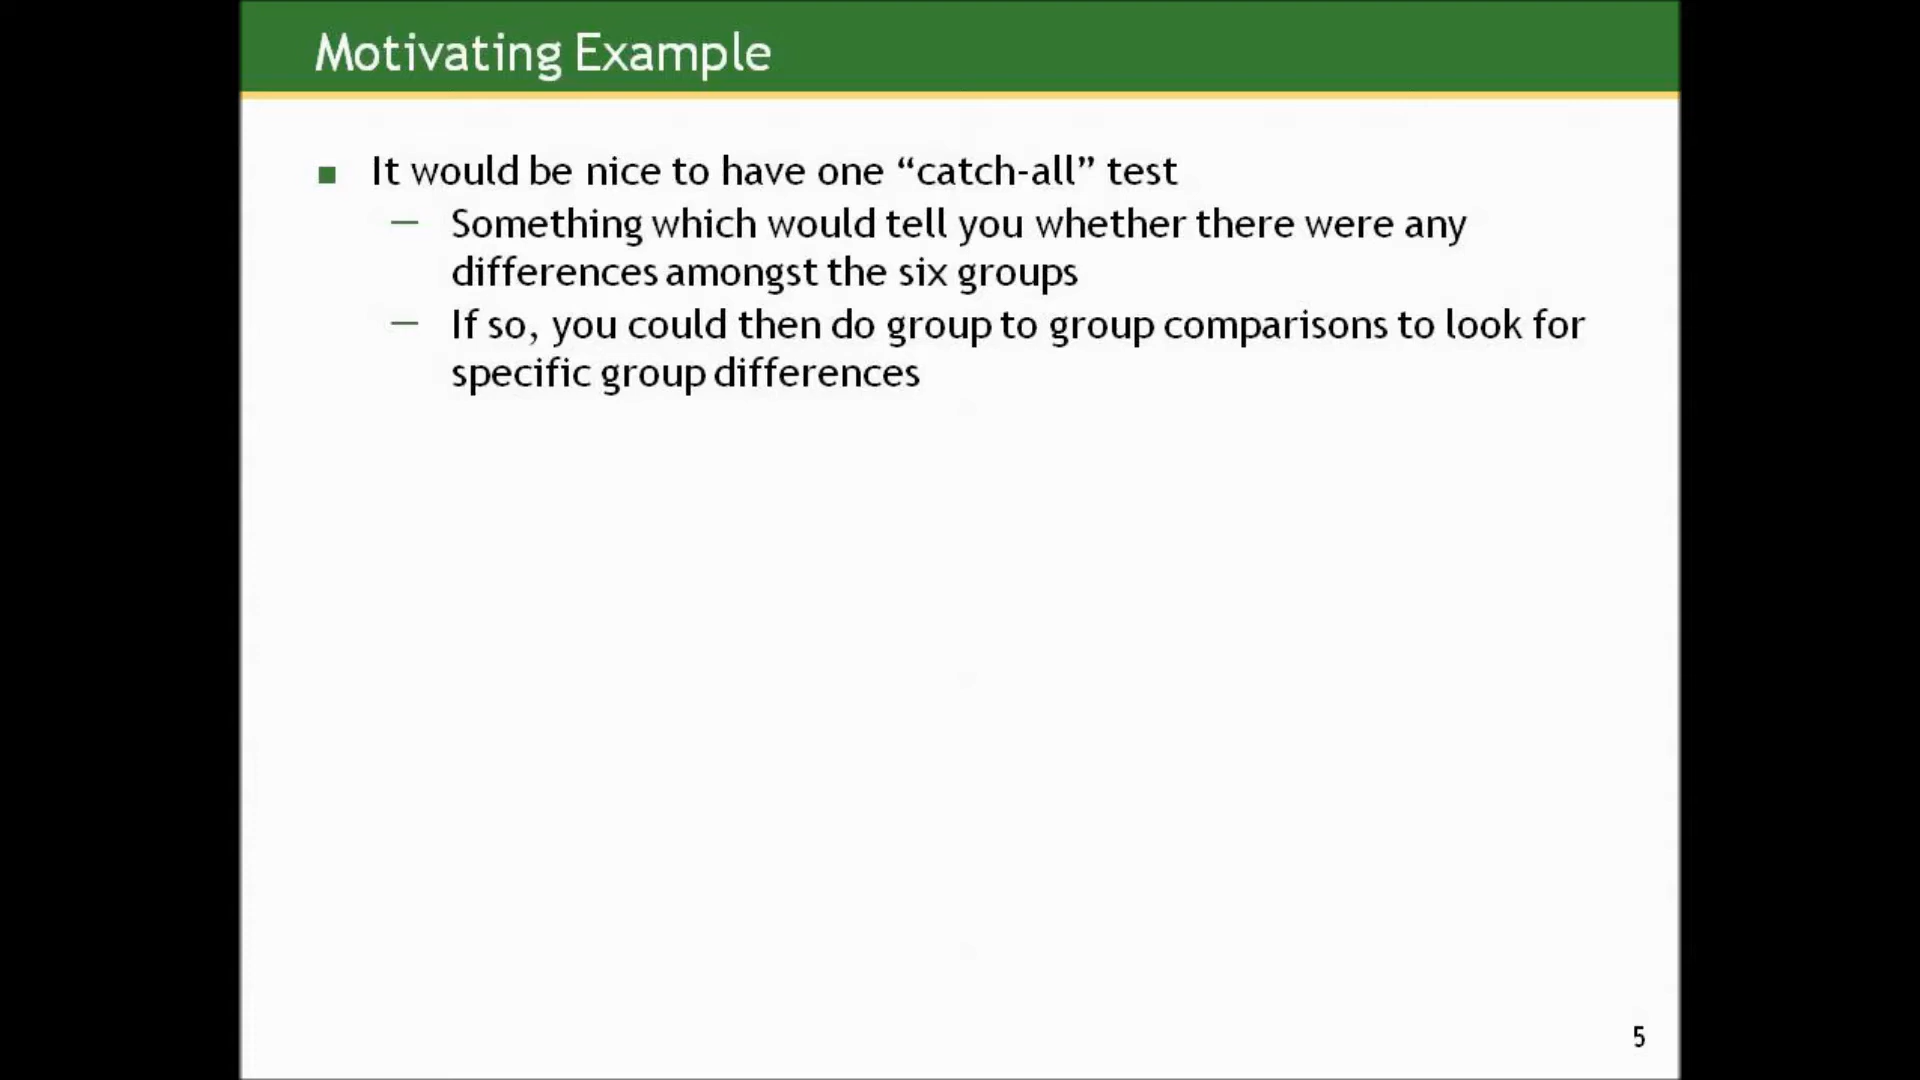 Motivating Example
■ It would be nice to have one “catch-all” test
— Something which would tell you whether there were any
differences amongst the six groups
— If so, you could then do group to group comparisons to look for
specific group differences
5